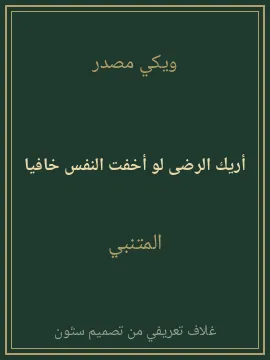 ويكي مصدر
أريك الرضى لو أخفت النفس خافيا
المتنبي
غلاف تعريفي من تصميم سثون